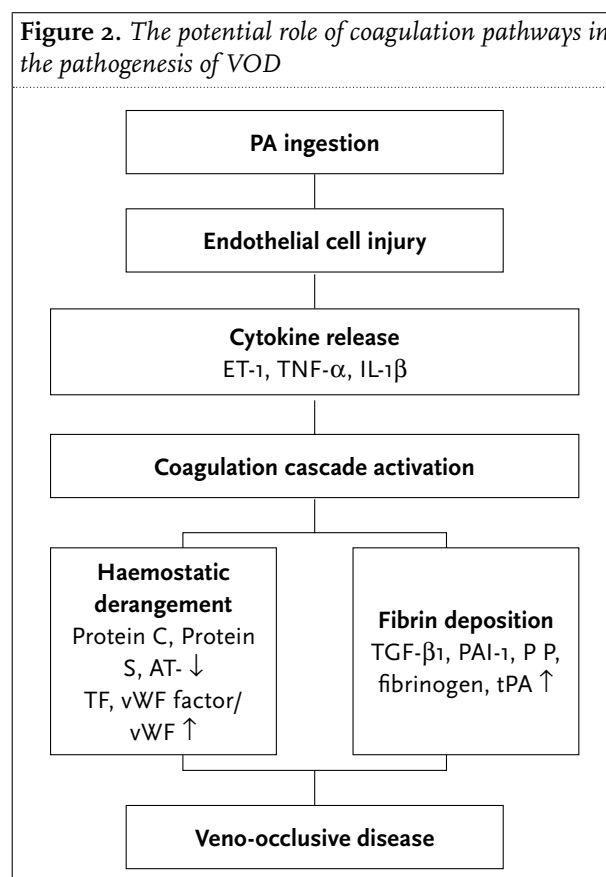 Figure 2. The potential role of coagulation pathways in
the pathogenesis of VOD
PA ingestion
Endothelial cell injury
Cytokine release
ET-1, TNF-α, IL-1β
Coagulation cascade activation
Haemostatic
derangement
Protein C, Protein
S, AT- ↓
TF, vWF factor/
vWF ↑
Fibrin deposition
TGF-β1, PAI-1, P P,
fibrinogen, tPA ↑
Veno-occlusive disease